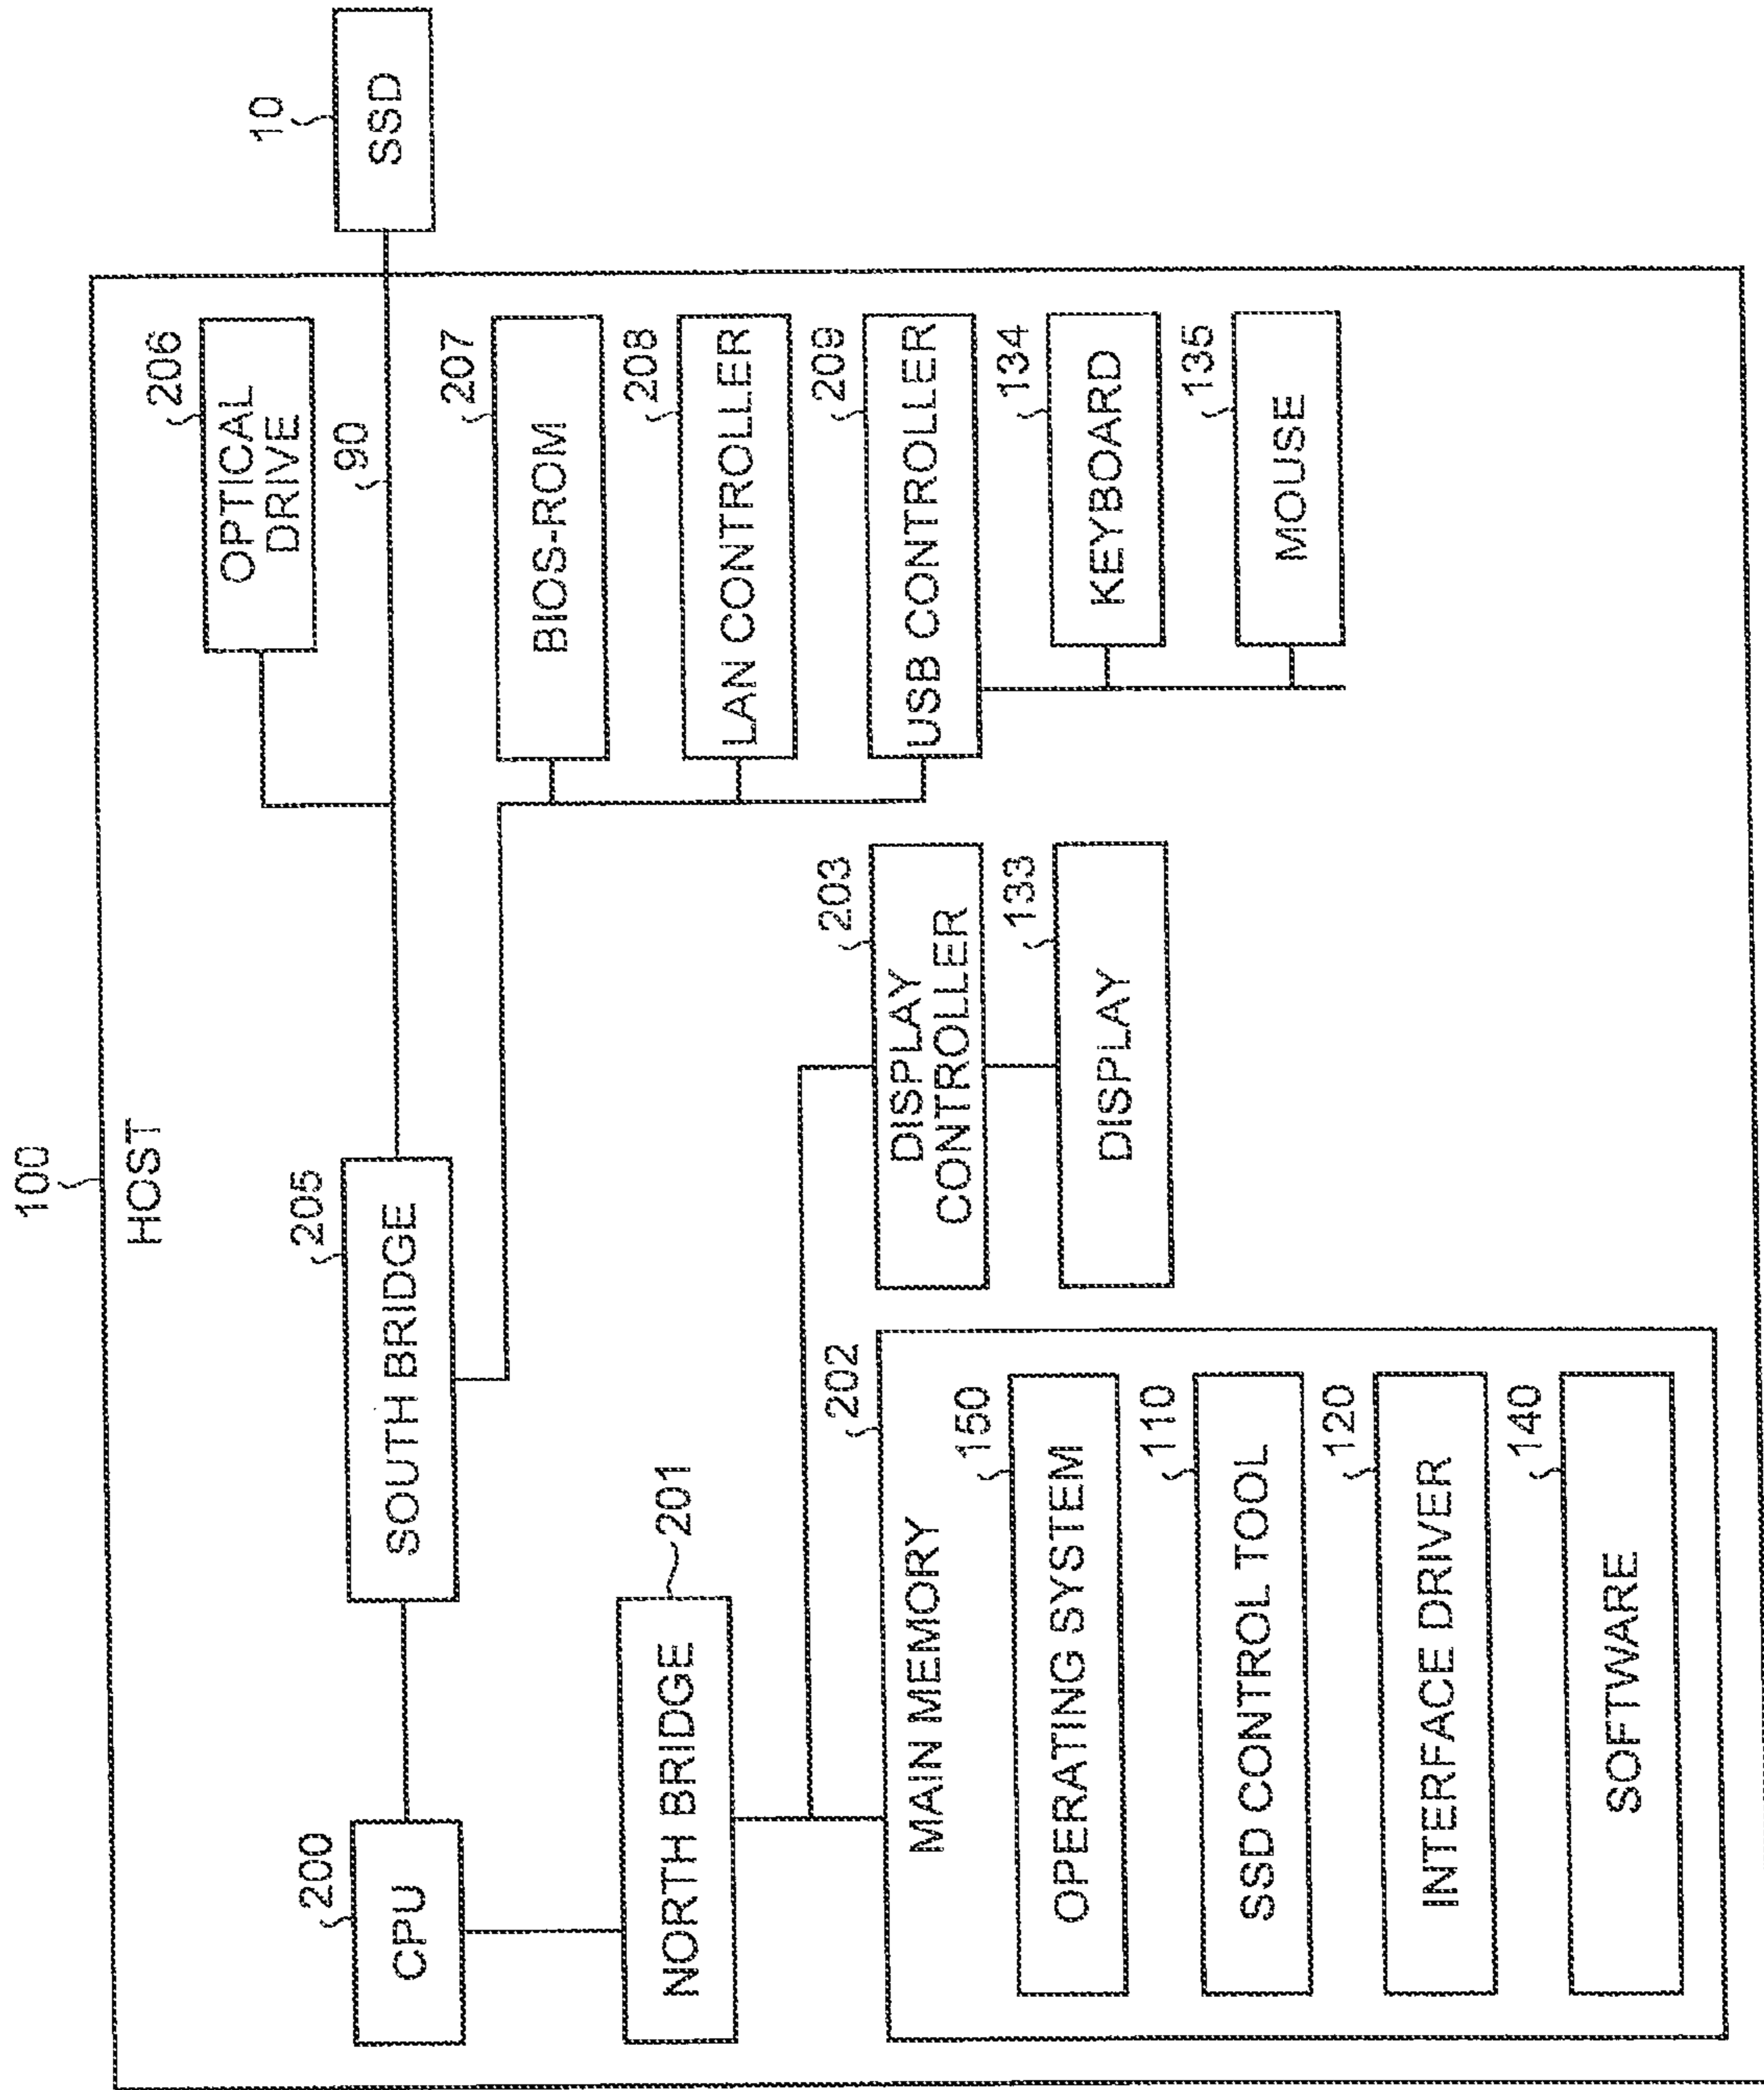 100
HOST
10
SSD
206
OPTICAL
DRIVE
90
200
CPU
205
SOUTH BRIDGE
207
BIOS-ROM
208
LAN CONTROLLER
209
USB CONTROLLER
134
KEYBOARD
135
MOUSE
201
NORTH BRIDGE
203
DISPLAY
CONTROLLER
133
DISPLAY
202
MAIN MEMORY
150
OPERATING SYSTEM
110
SSD CONTROL TOOL
120
INTERFACE DRIVER
140
SOFTWARE